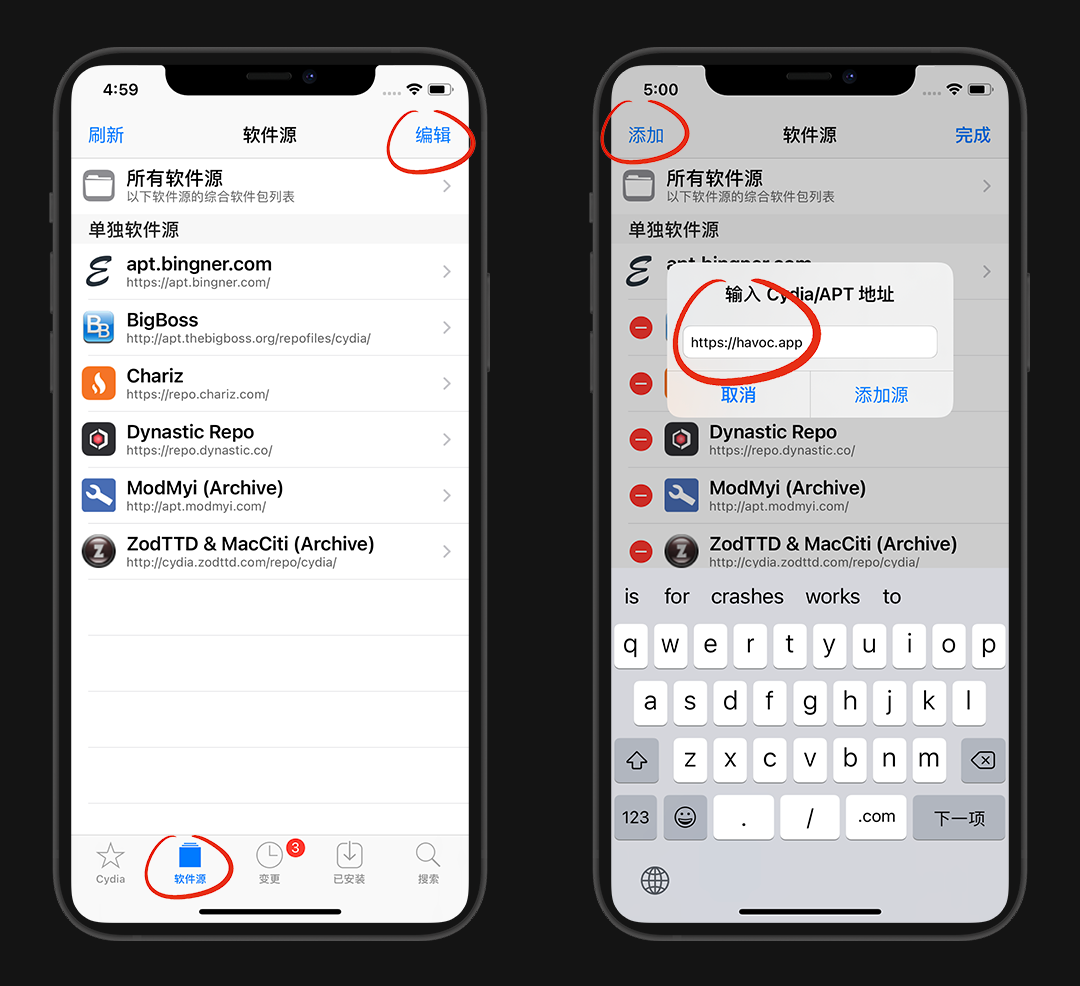 4:59
刷新
软件源
编辑
所有软件源
以下软件源的综合软件包列表
单独软件源
apt.bingner.com
https://apt.bingner.com/
BB
BigBoss
http://apt.thebigboss.org/repofiles/cydia/
Chariz
https://repo.chariz.com/
Dynastic Repo
https://repo.dynastic.co/
ModMyi (Archive)
http://apt.modmyi.com/
Z
ZodTTD & MacCiti (Archive)
http://cydia.zodttd.com/repo/cydia/
3
Cydia
软件源
变更
已安装
搜索
5:00
添加
软件源
完成
所有软件源
以下软件源的综合软件包列表
单独软件源
apt.bingner.com
输入 Cydia/APT 地址
https://havoc.app
取消
添加源
Dynastic Repo
https://repo.dynastic.co/
ModMyi (Archive)
http://apt.modmyi.com/
Z
ZodTTD & MacCiti (Archive)
http://cydia.zodttd.com/repo/cydia/
is for crashes works to
q w e r t y u i o p
a s d f g h j k l
z x c v b n m
123 . / .com 下一项